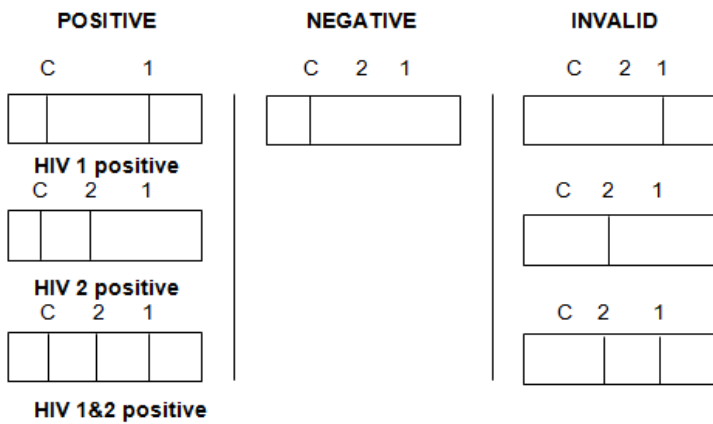 POSITIVE NEGATIVE INVALID
C 1 C 2 1 C 2 1
HIV 1 positive
C 2 1 C 2 1
HIV 2 positive
C 2 1 C 2 1
HIV 1&2 positive